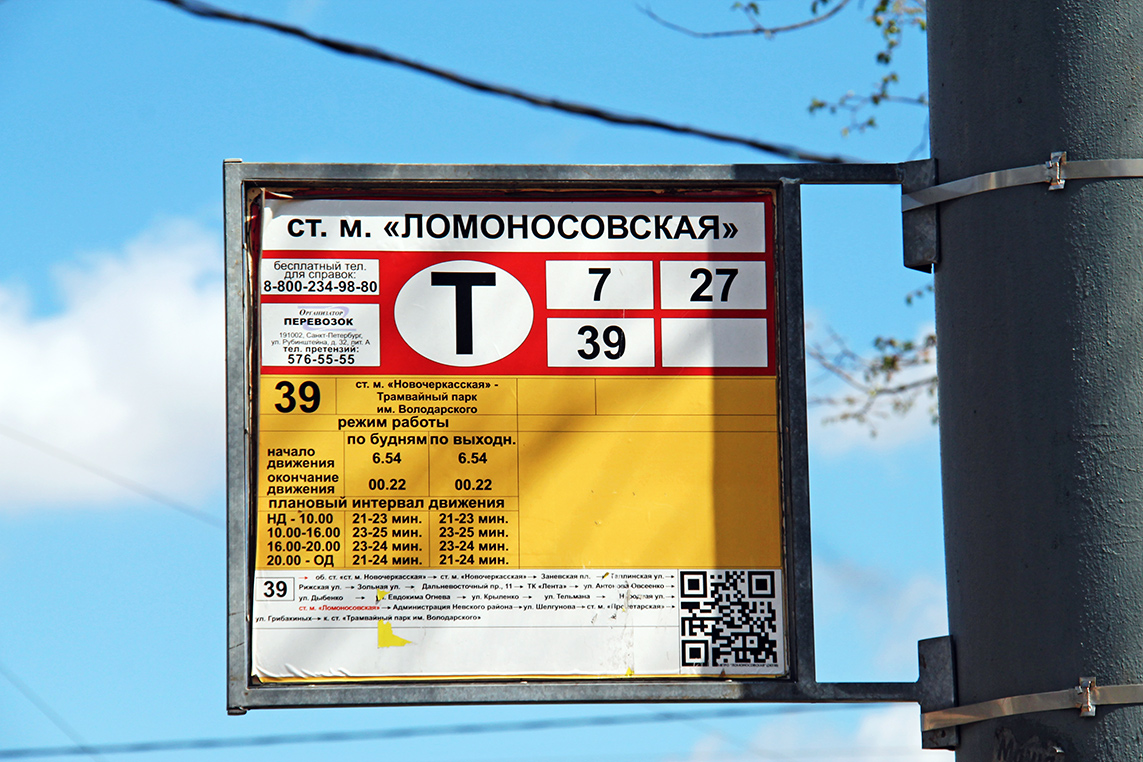 ст. м. «ЛОМОНОСОВСКАЯ»
бесплатный тел.
для справок:
8-800-234-98-80
Т
7
27
39
Организатор
ПЕРЕВОЗОК
191002, Санкт-Петербург,
ул. Рубинштейна, д. 32, лит. А
тел. претензий:
576-55-55
39
ст. м. «Новочеркасская» -
Трамвайный парк
им. Володарского
режим работы
по будням по выходн.
начало
движения 6.54 6.54
окончание
движения 00.22 00.22
плановый интервал движения
НД - 10.00 21-23 мин. 21-23 мин.
10.00-16.00 23-25 мин. 23-25 мин.
16.00-20.00 23-24 мин. 23-24 мин.
20.00 - ОД 21-24 мин. 21-24 мин.
39
об. ст. «ст. м. Новочеркасская» → ст. м. «Новочеркасская» → Заневская пл. → Таллинская ул. →
Рижская ул. → Зольная ул. → Дальневосточный пр., 11 → ТК «Лента» → ул. Антонова Овсеенко →
ул. Дыбенко → ул. Евдокима Огнева → ул. Крыленко → ул. Тельмана → Народная ул. →
ст. м. «Ломоносовская» → Администрация Невского района → ул. Шелгунова → ст. м. «Пролетарская» →
ул. Грибакиных → к. ст. «Трамвайный парк им. Володарского»